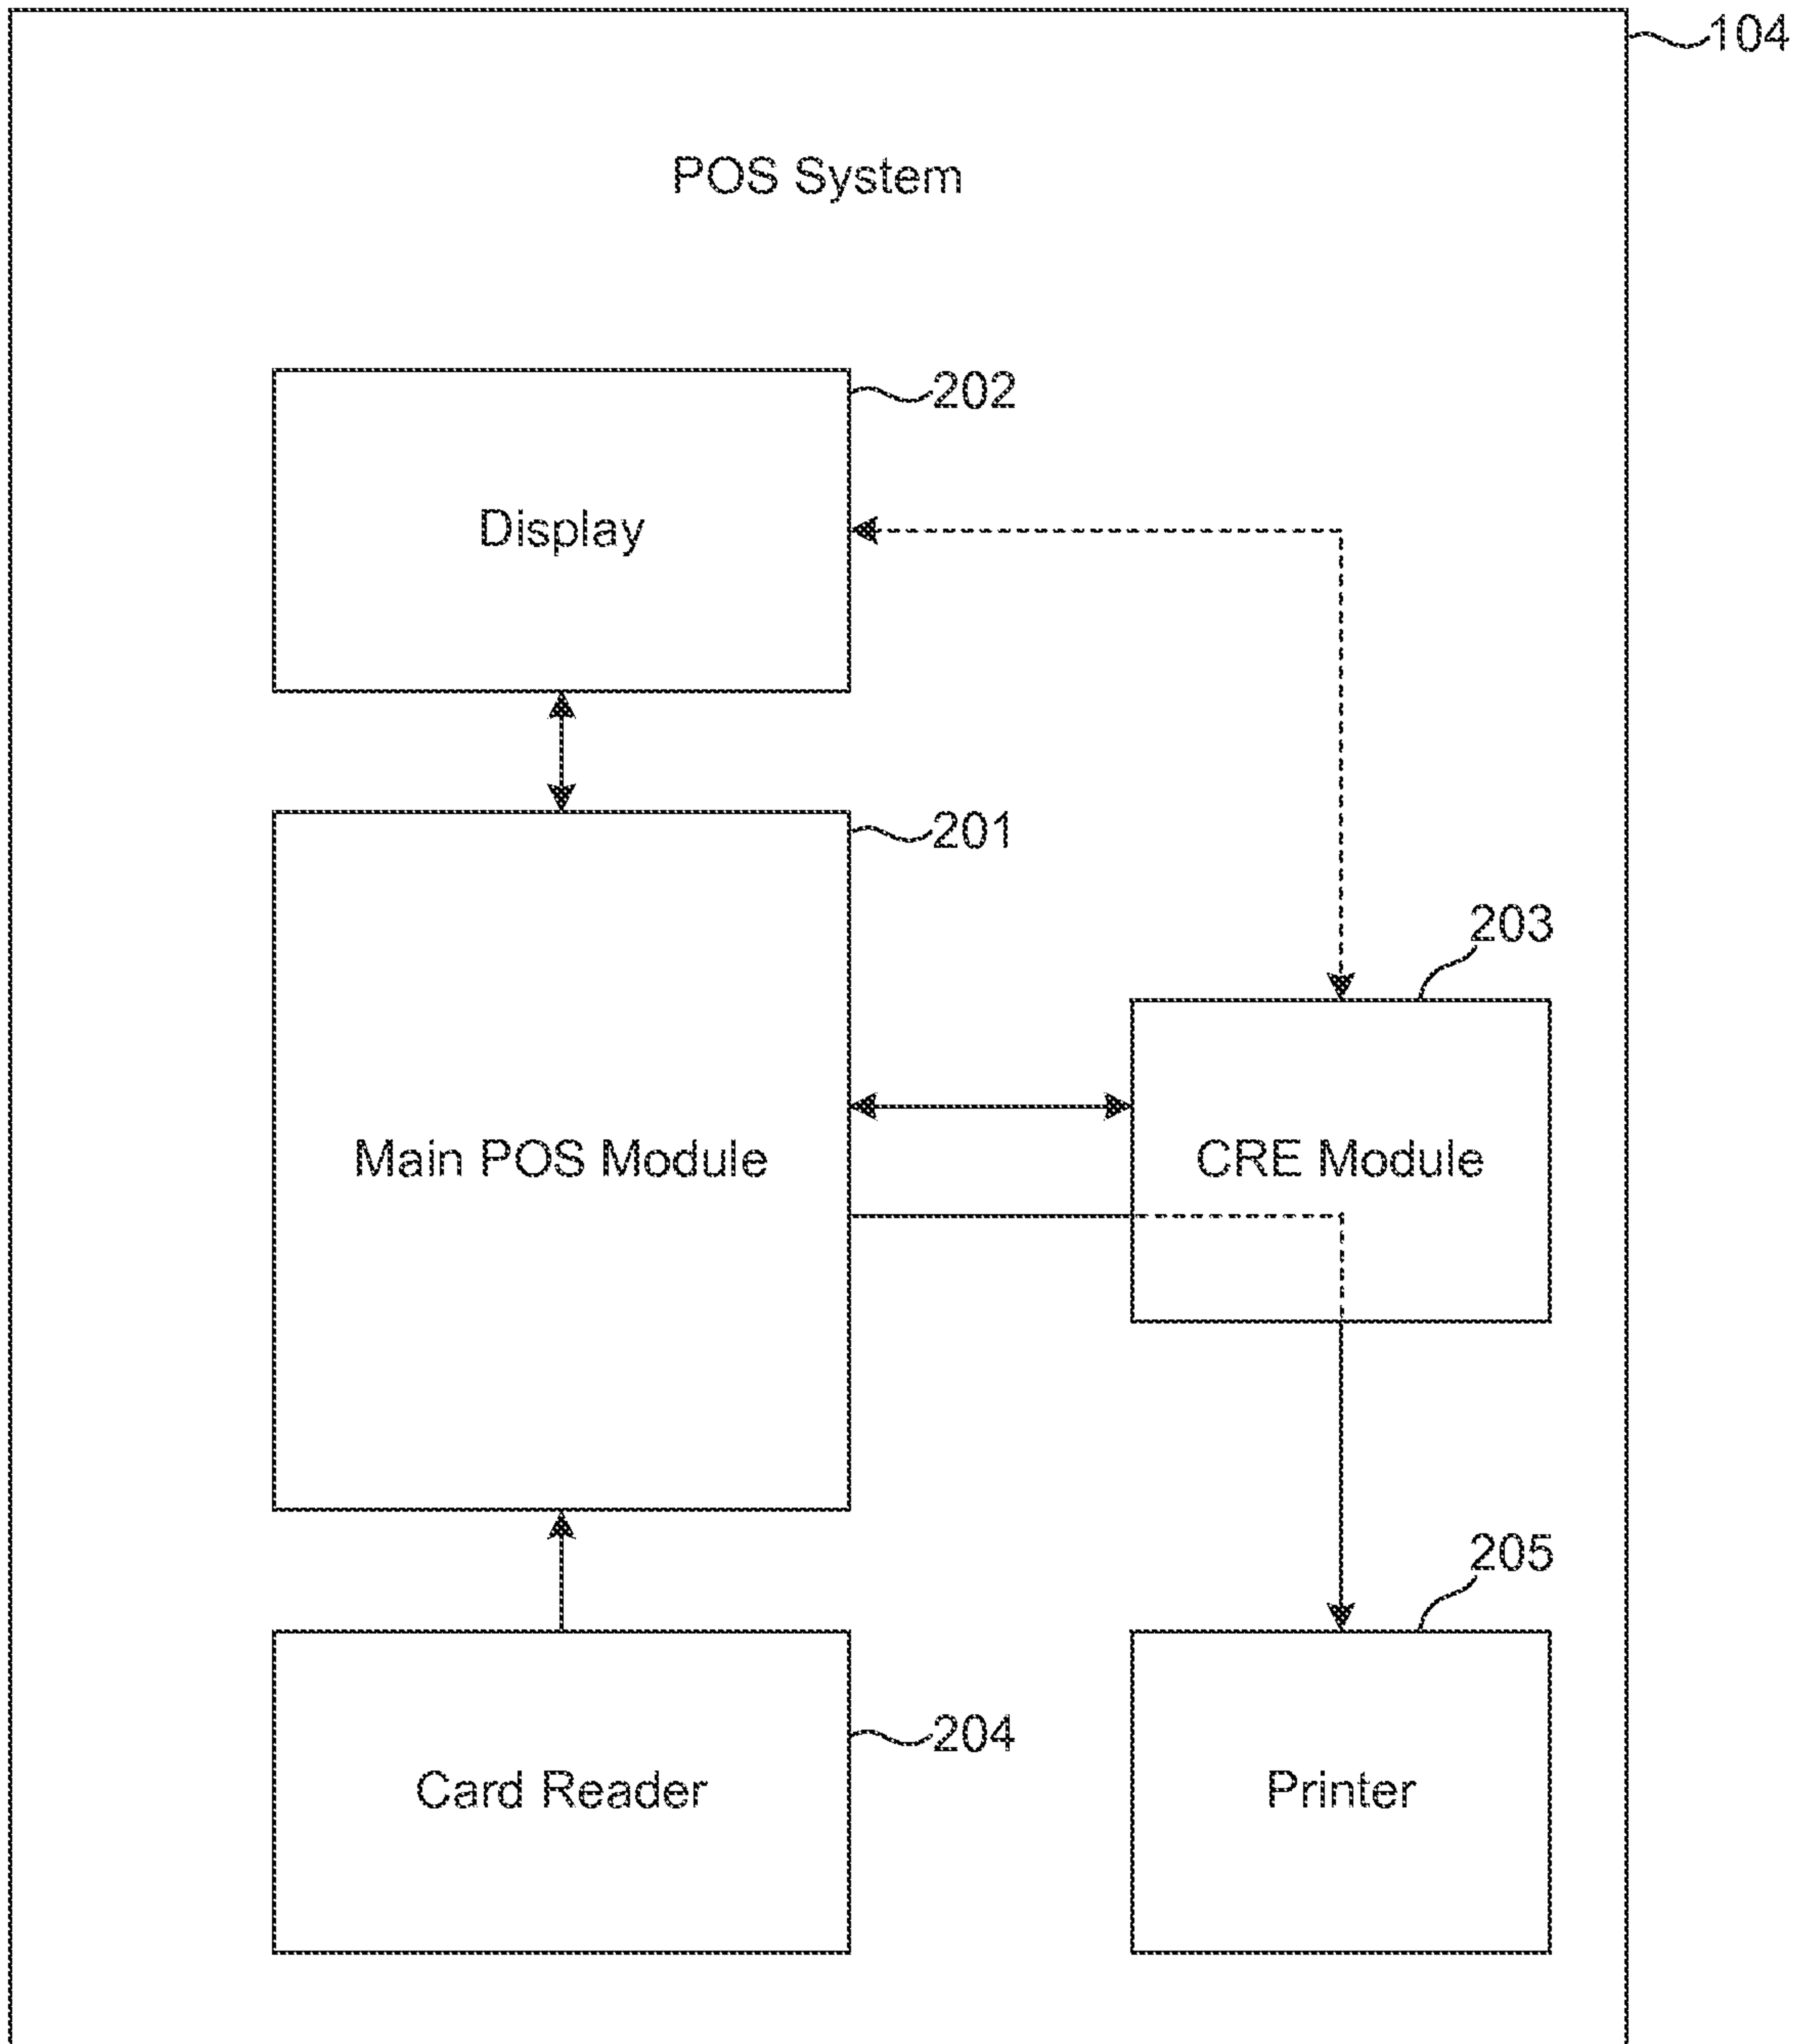 104
POS System
202
Display
201
203
Main POS Module
CRE Module
205
204
Card Reader
Printer